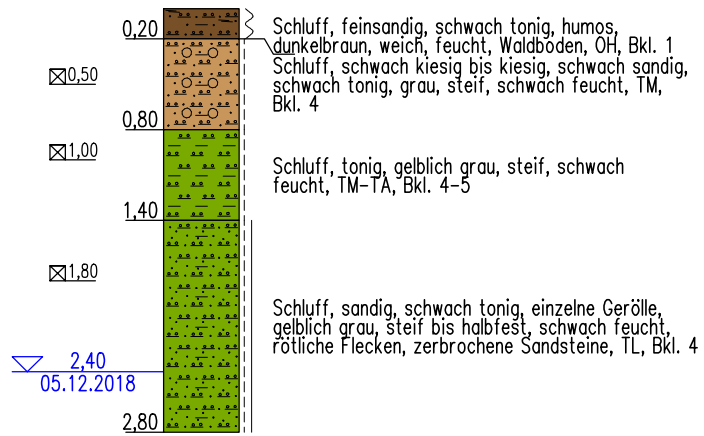 0,20
Schluff, feinsandig, schwach tonig, humos,
dunkelbraun, weich, feucht, Waldboden, OH, Bkl. 1
0,50
Schluff, schwach kiesig bis kiesig, schwach sandig,
schwach tonig, grau, steif, schwach feucht, TM,
Bkl. 4
0,80
1,00
Schluff, tonig, gelblich grau, steif, schwach
feucht, TM-TA, Bkl. 4-5
1,40
1,80
Schluff, sandig, schwach tonig, einzelne Gerölle,
gelblich grau, steif bis halbfest, schwach feucht,
rötliche Flecken, zerbrochene Sandsteine, TL, Bkl. 4
2,40
05.12.2018
2,80